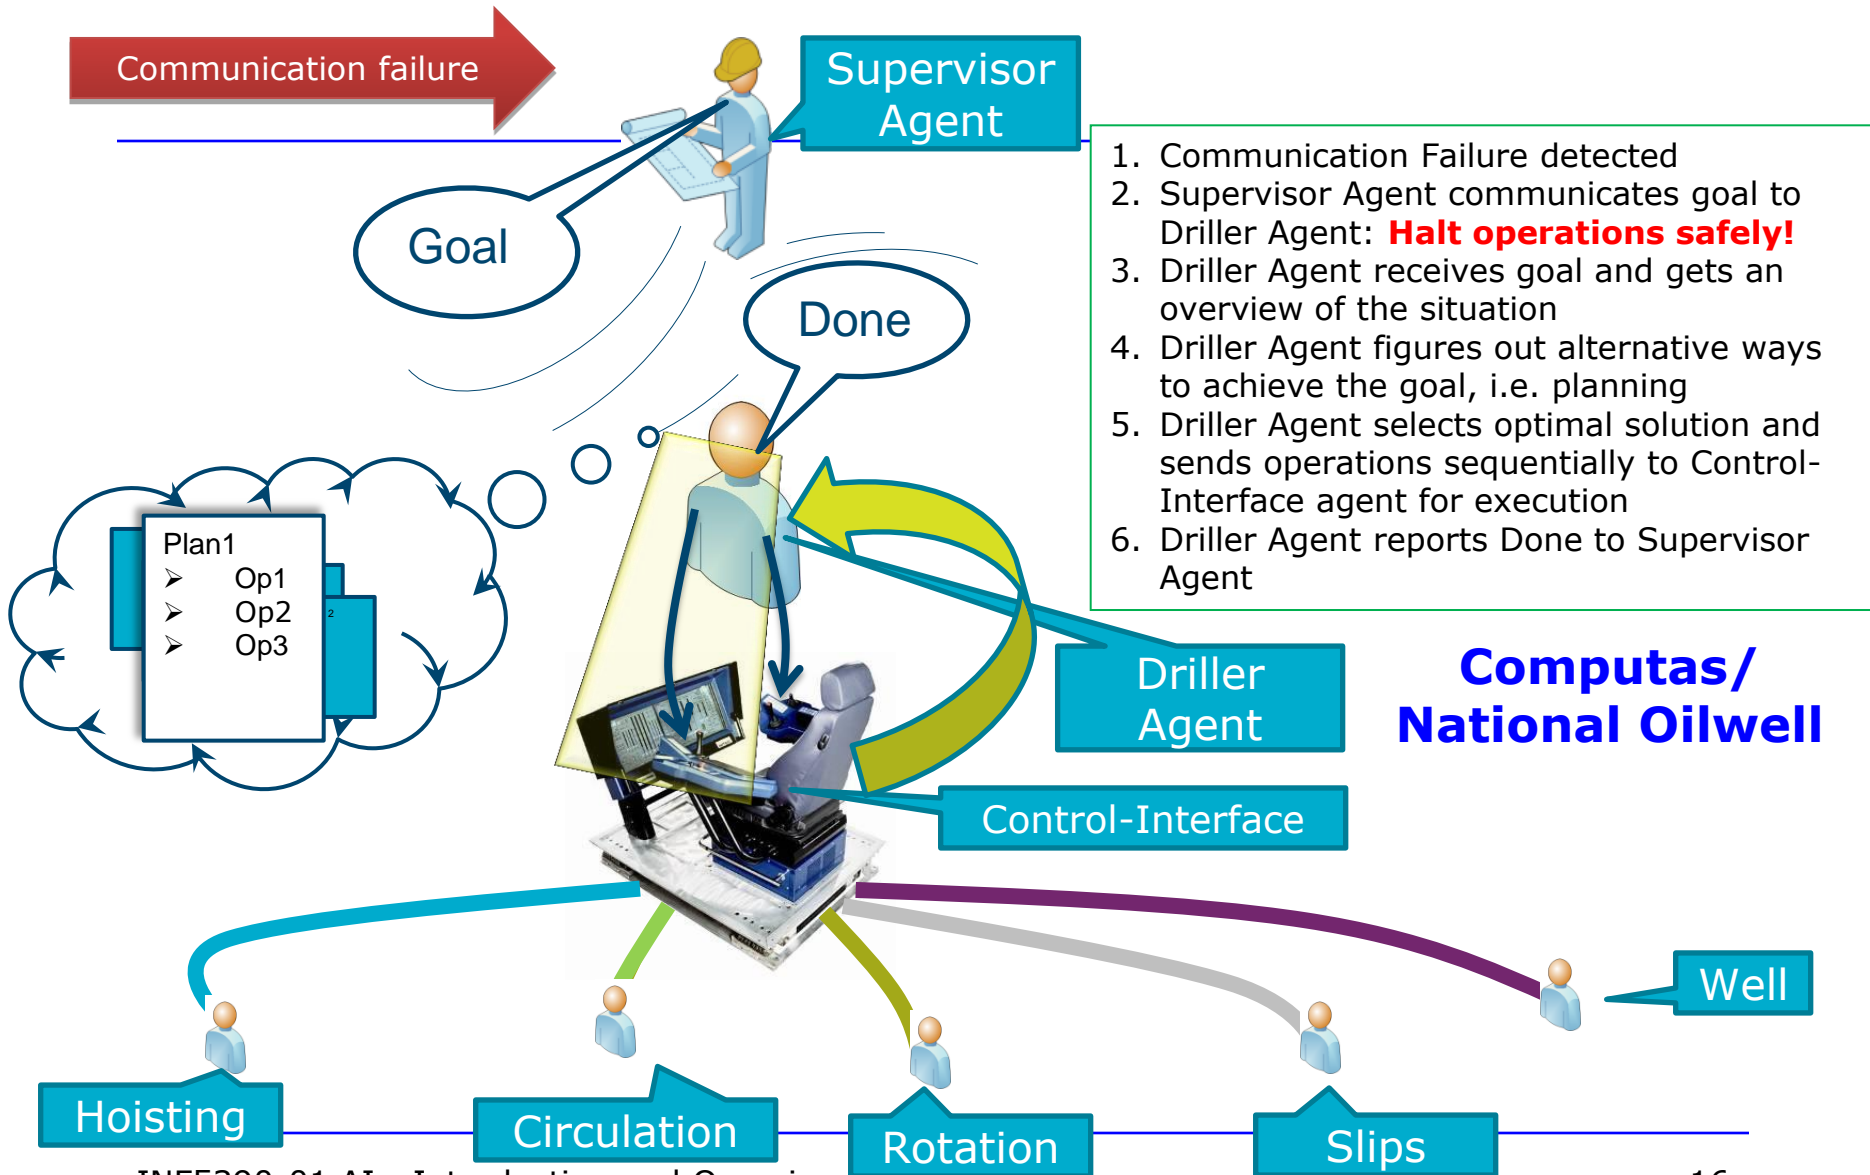 Communication failure
Supervisor
Agent
Goal
Done
1. Communication Failure detected
2. Supervisor Agent communicates goal to
Driller Agent: Halt operations safely!
3. Driller Agent receives goal and gets an
overview of the situation
4. Driller Agent figures out alternative ways
to achieve the goal, i.e. planning
5. Driller Agent selects optimal solution and
sends operations sequentially to Control-
Interface agent for execution
6. Driller Agent reports Done to Supervisor
Agent
Plan1
➢ Op1
➢ Op2
➢ Op3
2
Driller
Agent
Computas/
National Oilwell
Control-Interface
Well
Hoisting
Circulation
Rotation
Slips